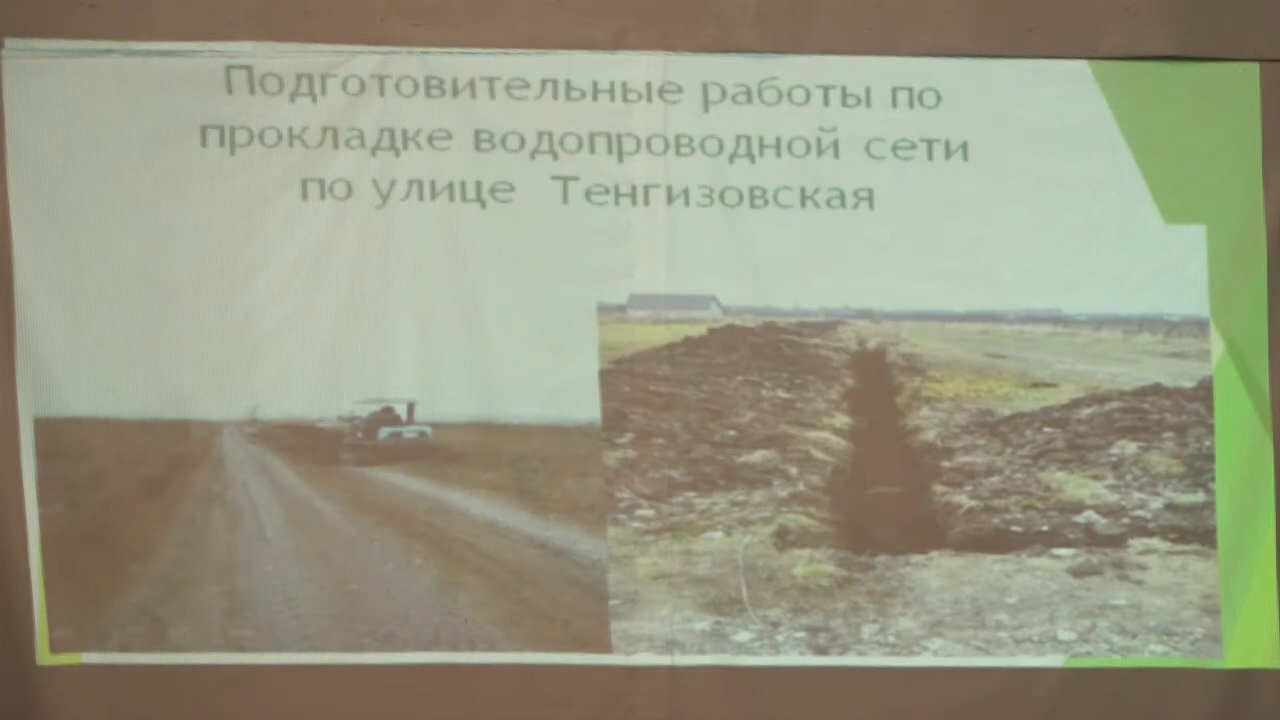 Подготовительные работы по
прокладке водопроводной сети
по улице Тенгизовская